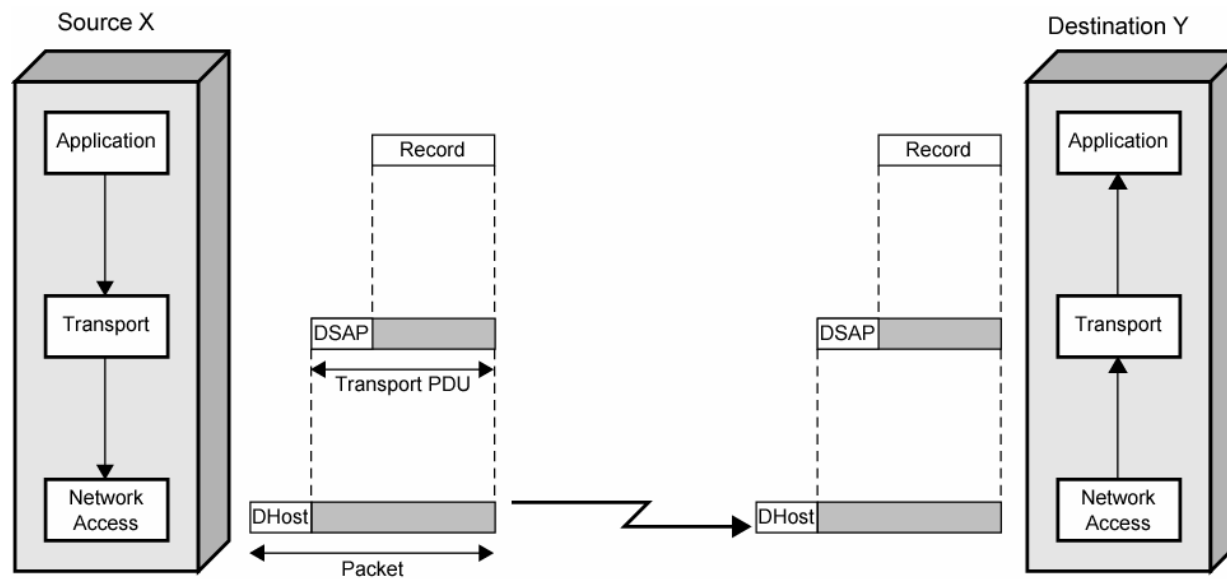 Source X
Destination Y
Application
Record
Record
Application
Transport
DSAP
DSAP
Transport
Transport PDU
Network
Access
DHost
DHost
Network
Access
Packet